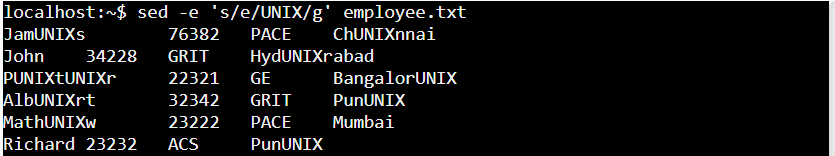 localhost:~$ sed -e 's/e/UNIX/g' employee.txt
JamUNIXs 76382 PACE ChUNIXnnai
John 34228 GRIT HydUNIXrabad
PUNIXtUNIXr 22321 GE BangalorUNIX
AlbUNIXrt 32342 GRIT PunUNIX
MathUNIXw 23222 PACE Mumbai
Richard 23232 ACS PunUNIX